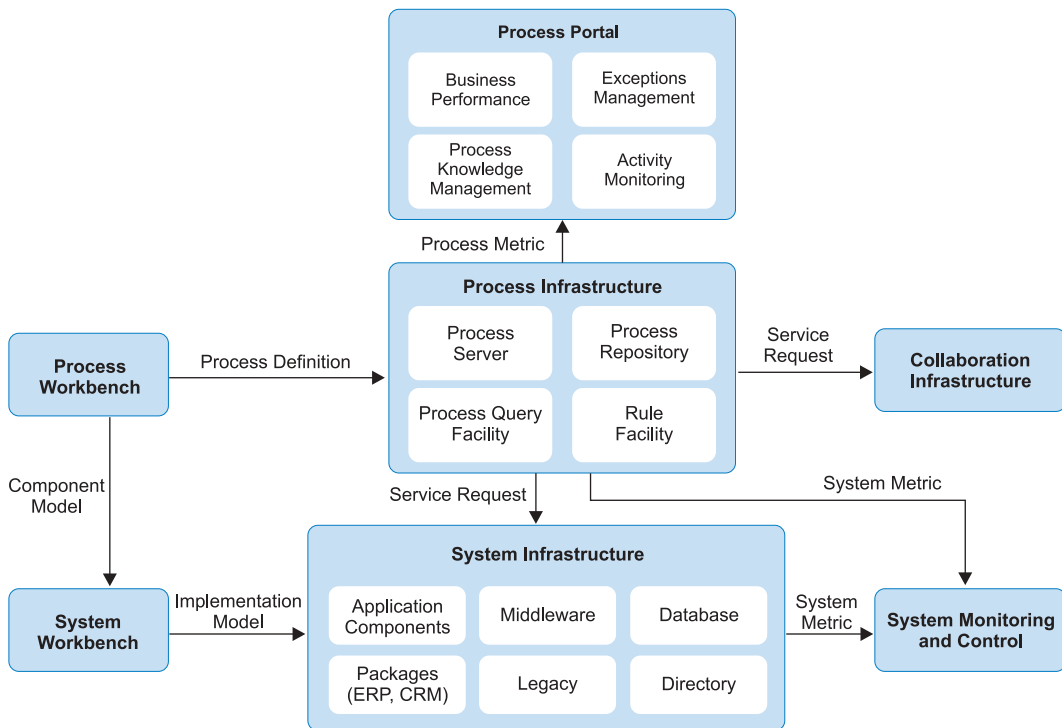 Process Portal
Business
Performance
Exceptions
Management
Process
Knowledge
Management
Activity
Monitoring
Process Metric
Process Infrastructure
Process
Server
Process
Repository
Process Query
Facility
Rule
Facility
Process
Workbench
Process Definition
Service
Request
Collaboration
Infrastructure
Component
Model
Service Request
System Metric
System Infrastructure
Application
Components
Middleware
Database
Packages
(ERP, CRM)
Legacy
Directory
System
Workbench
Implementation
Model
System
Metric
System Monitoring
and Control